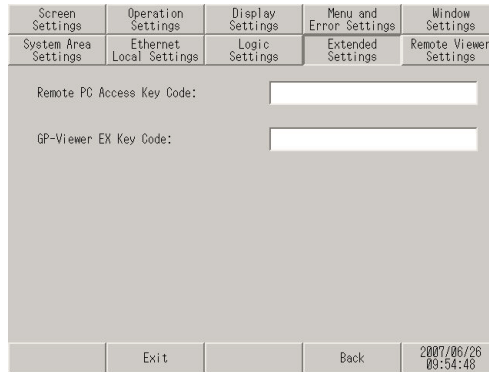 Screen Settings
Operation Settings
Display Settings
Menu and Error Settings
Window Settings
System Area Settings
Ethernet Local Settings
Logic Settings
Extended Settings
Remote Viewer Settings
Remote PC Access Key Code:
GP-Viewer EX Key Code:
Exit
Back
2007/06/26
09:54:48